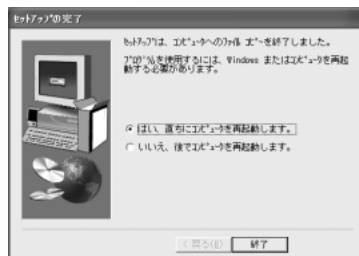 セットアップの完了
セットアップは、コンピュータへのファイル コピーを終了しました。
プログラムを使用するには、Windows またはコンピュータを再起
動する必要があります。
はい、直ちにコンピュータを再起動します。
いいえ、後でコンピュータを再起動します。
< 戻る(B)
終了